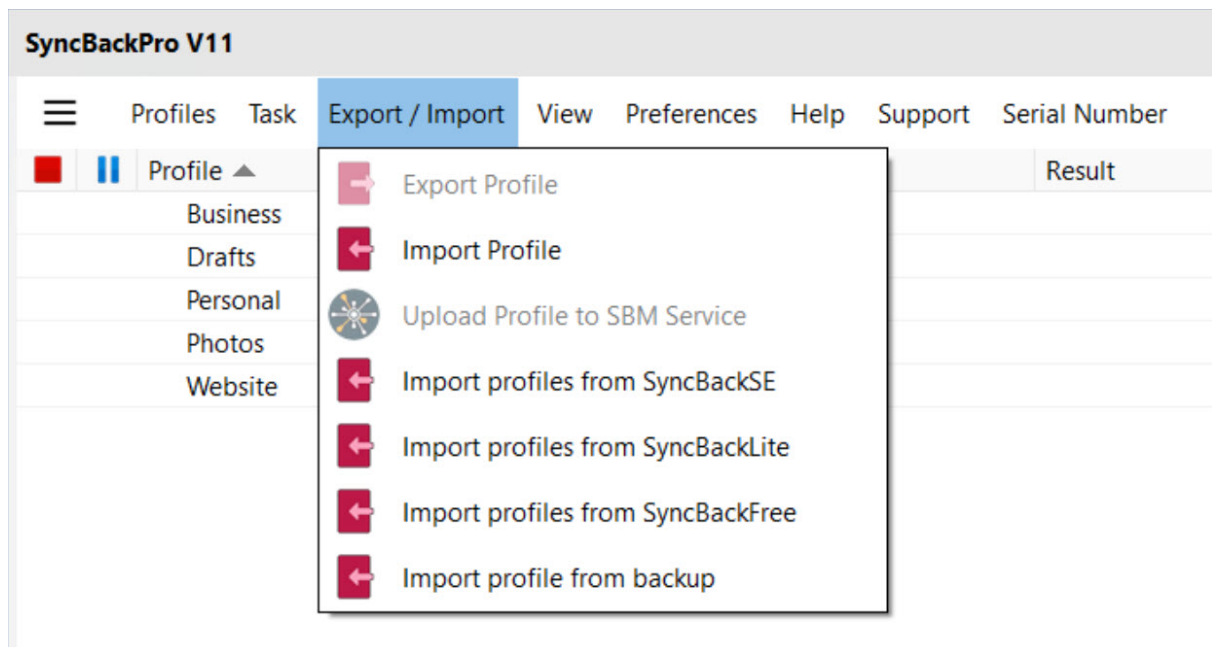 SyncBackPro V11
Profiles Task Export / Import View Preferences Help Support Serial Number
Profile Result
Business
Drafts
Personal
Photos
Website
Export Profile
Import Profile
Upload Profile to SBM Service
Import profiles from SyncBackSE
Import profiles from SyncBackLite
Import profiles from SyncBackFree
Import profile from backup